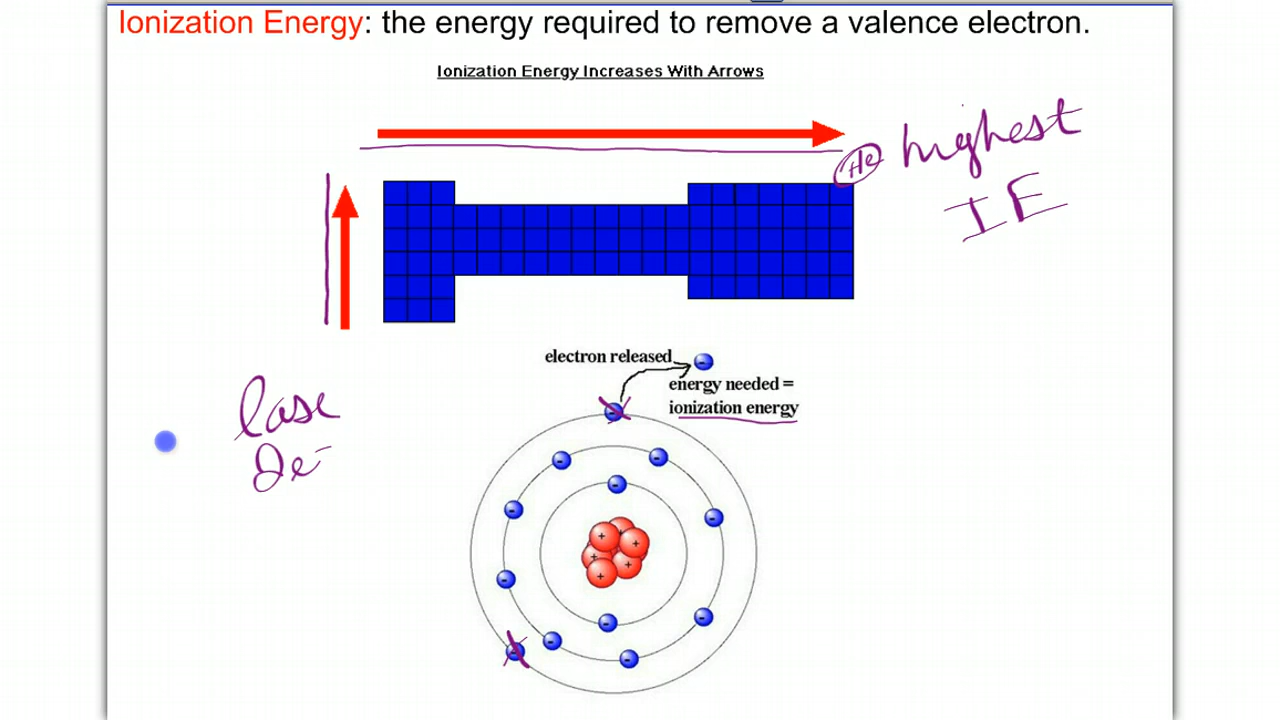 Ionization Energy: the energy required to remove a valence electron.
Ionization Energy Increases With Arrows
He highest
IE
electron released
energy needed =
ionization energy
lose
2e⁻